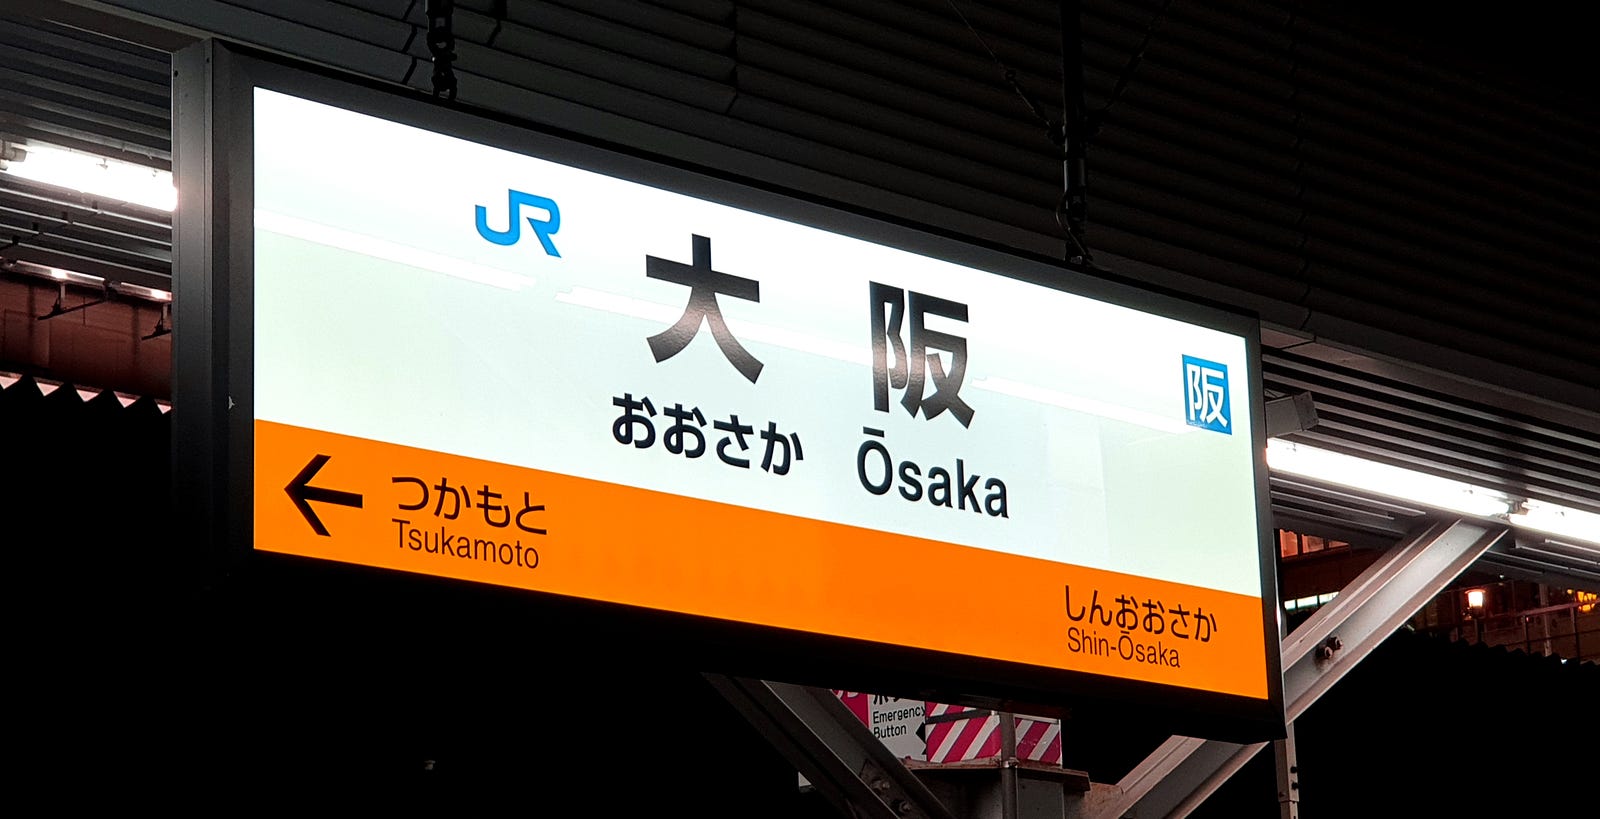 JR
大阪
阪
おおさか Ōsaka
← つかもと
Tsukamoto
しんおおさか
Shin-Ōsaka
Emergency
Button